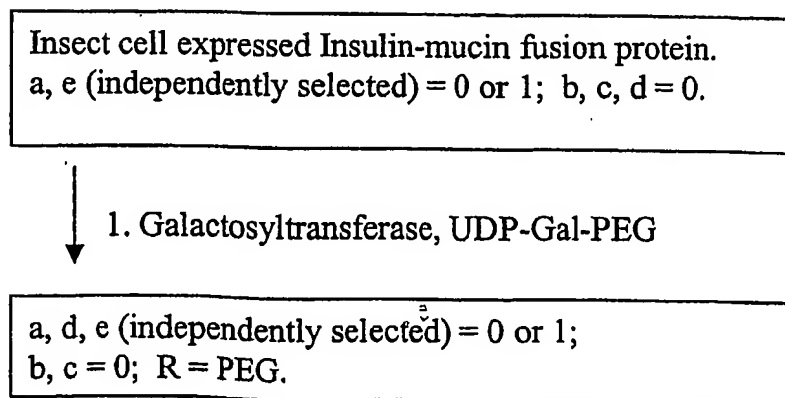 Insect cell expressed Insulin-mucin fusion protein.
a, e (independently selected) = 0 or 1; b, c, d = 0.
1. Galactosyltransferase, UDP-Gal-PEG
a, d, e (independently selected) = 0 or 1;
b, c = 0; R = PEG.